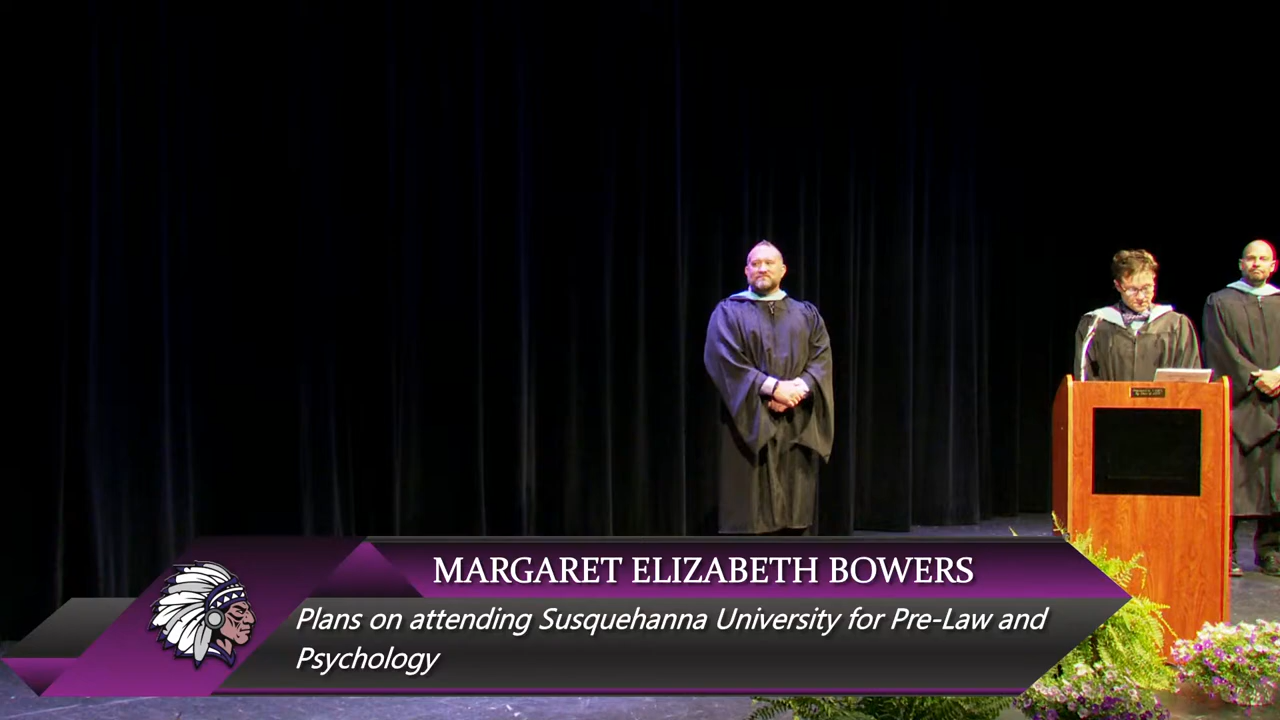 MARGARET ELIZABETH BOWERS
Plans on attending Susquehanna University for Pre-Law and
Psychology